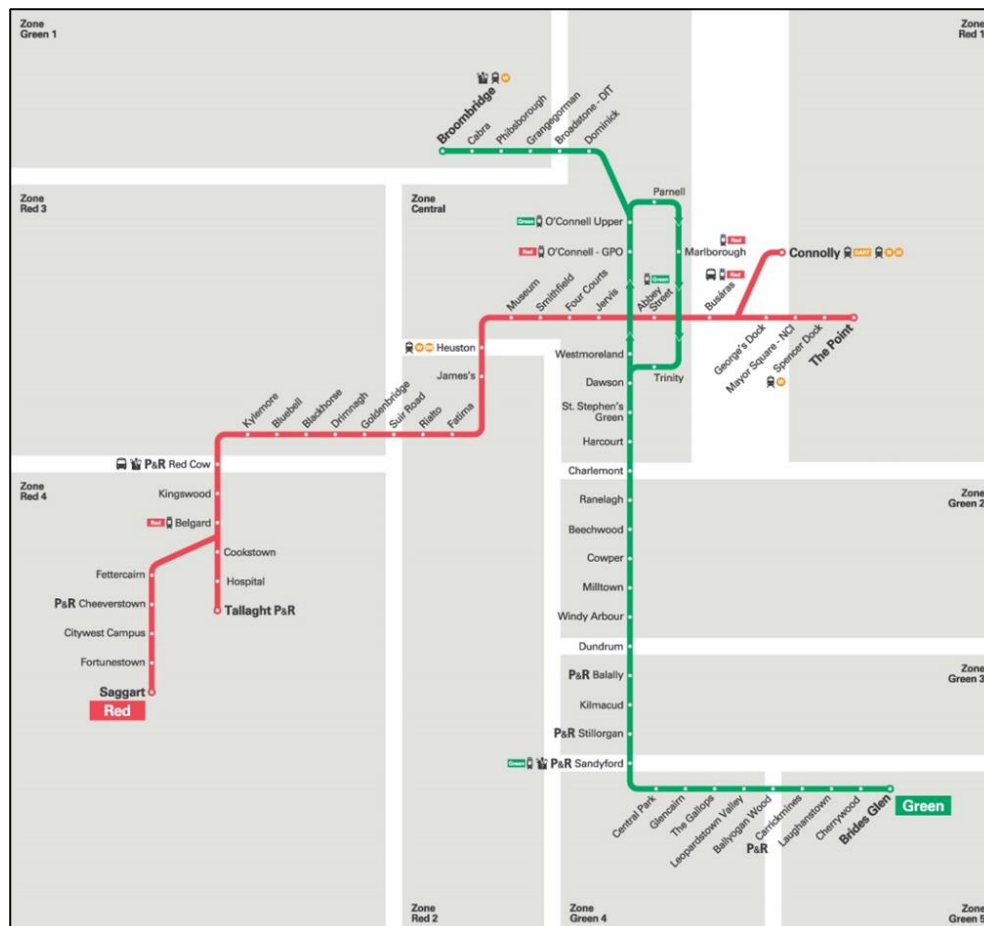 Zone
Green 1
Zone
Red 1
Broombridge
Cabra
Phibsborough
Grangegorman
Broadstone - DIT
Dominick
Zone
Red 3
Zone
Central
Parnell
Green O'Connell Upper
Red O'Connell - GPO
Marlborough
Red
Connolly DART
Green
Red
Museum
Smithfield
Four Courts
Jervis
Abbey
Street
Busáras
George's Dock
Mayor Square - NCI
Spencer Dock
The Point
Heuston
James's
Westmoreland
Trinity
Dawson
St. Stephen's
Green
Harcourt
Charlemont
Kylemore
Bluebell
Blackhorse
Drimnagh
Goldenbridge
Suir Road
Rialto
Fatima
P&R Red Cow
Zone
Red 4
Kingswood
Red Belgard
Cookstown
Hospital
Tallaght P&R
Fettercairn
P&R Cheeverstown
Citywest Campus
Fortunestown
Saggart
Red
Zone
Green 2
Ranelagh
Beechwood
Cowper
Milltown
Windy Arbour
Dundrum
Zone
Green 3
P&R Balally
Kilmacud
P&R Stillorgan
Green P&R Sandyford
Central Park
Glencairn
The Gallops
Leopardstown Valley
Ballyogan Wood
Carrickmines
P&R
Laughanstown
Cherrywood
Brides Glen
Green
Zone
Red 2
Zone
Green 4
Zone
Green 5